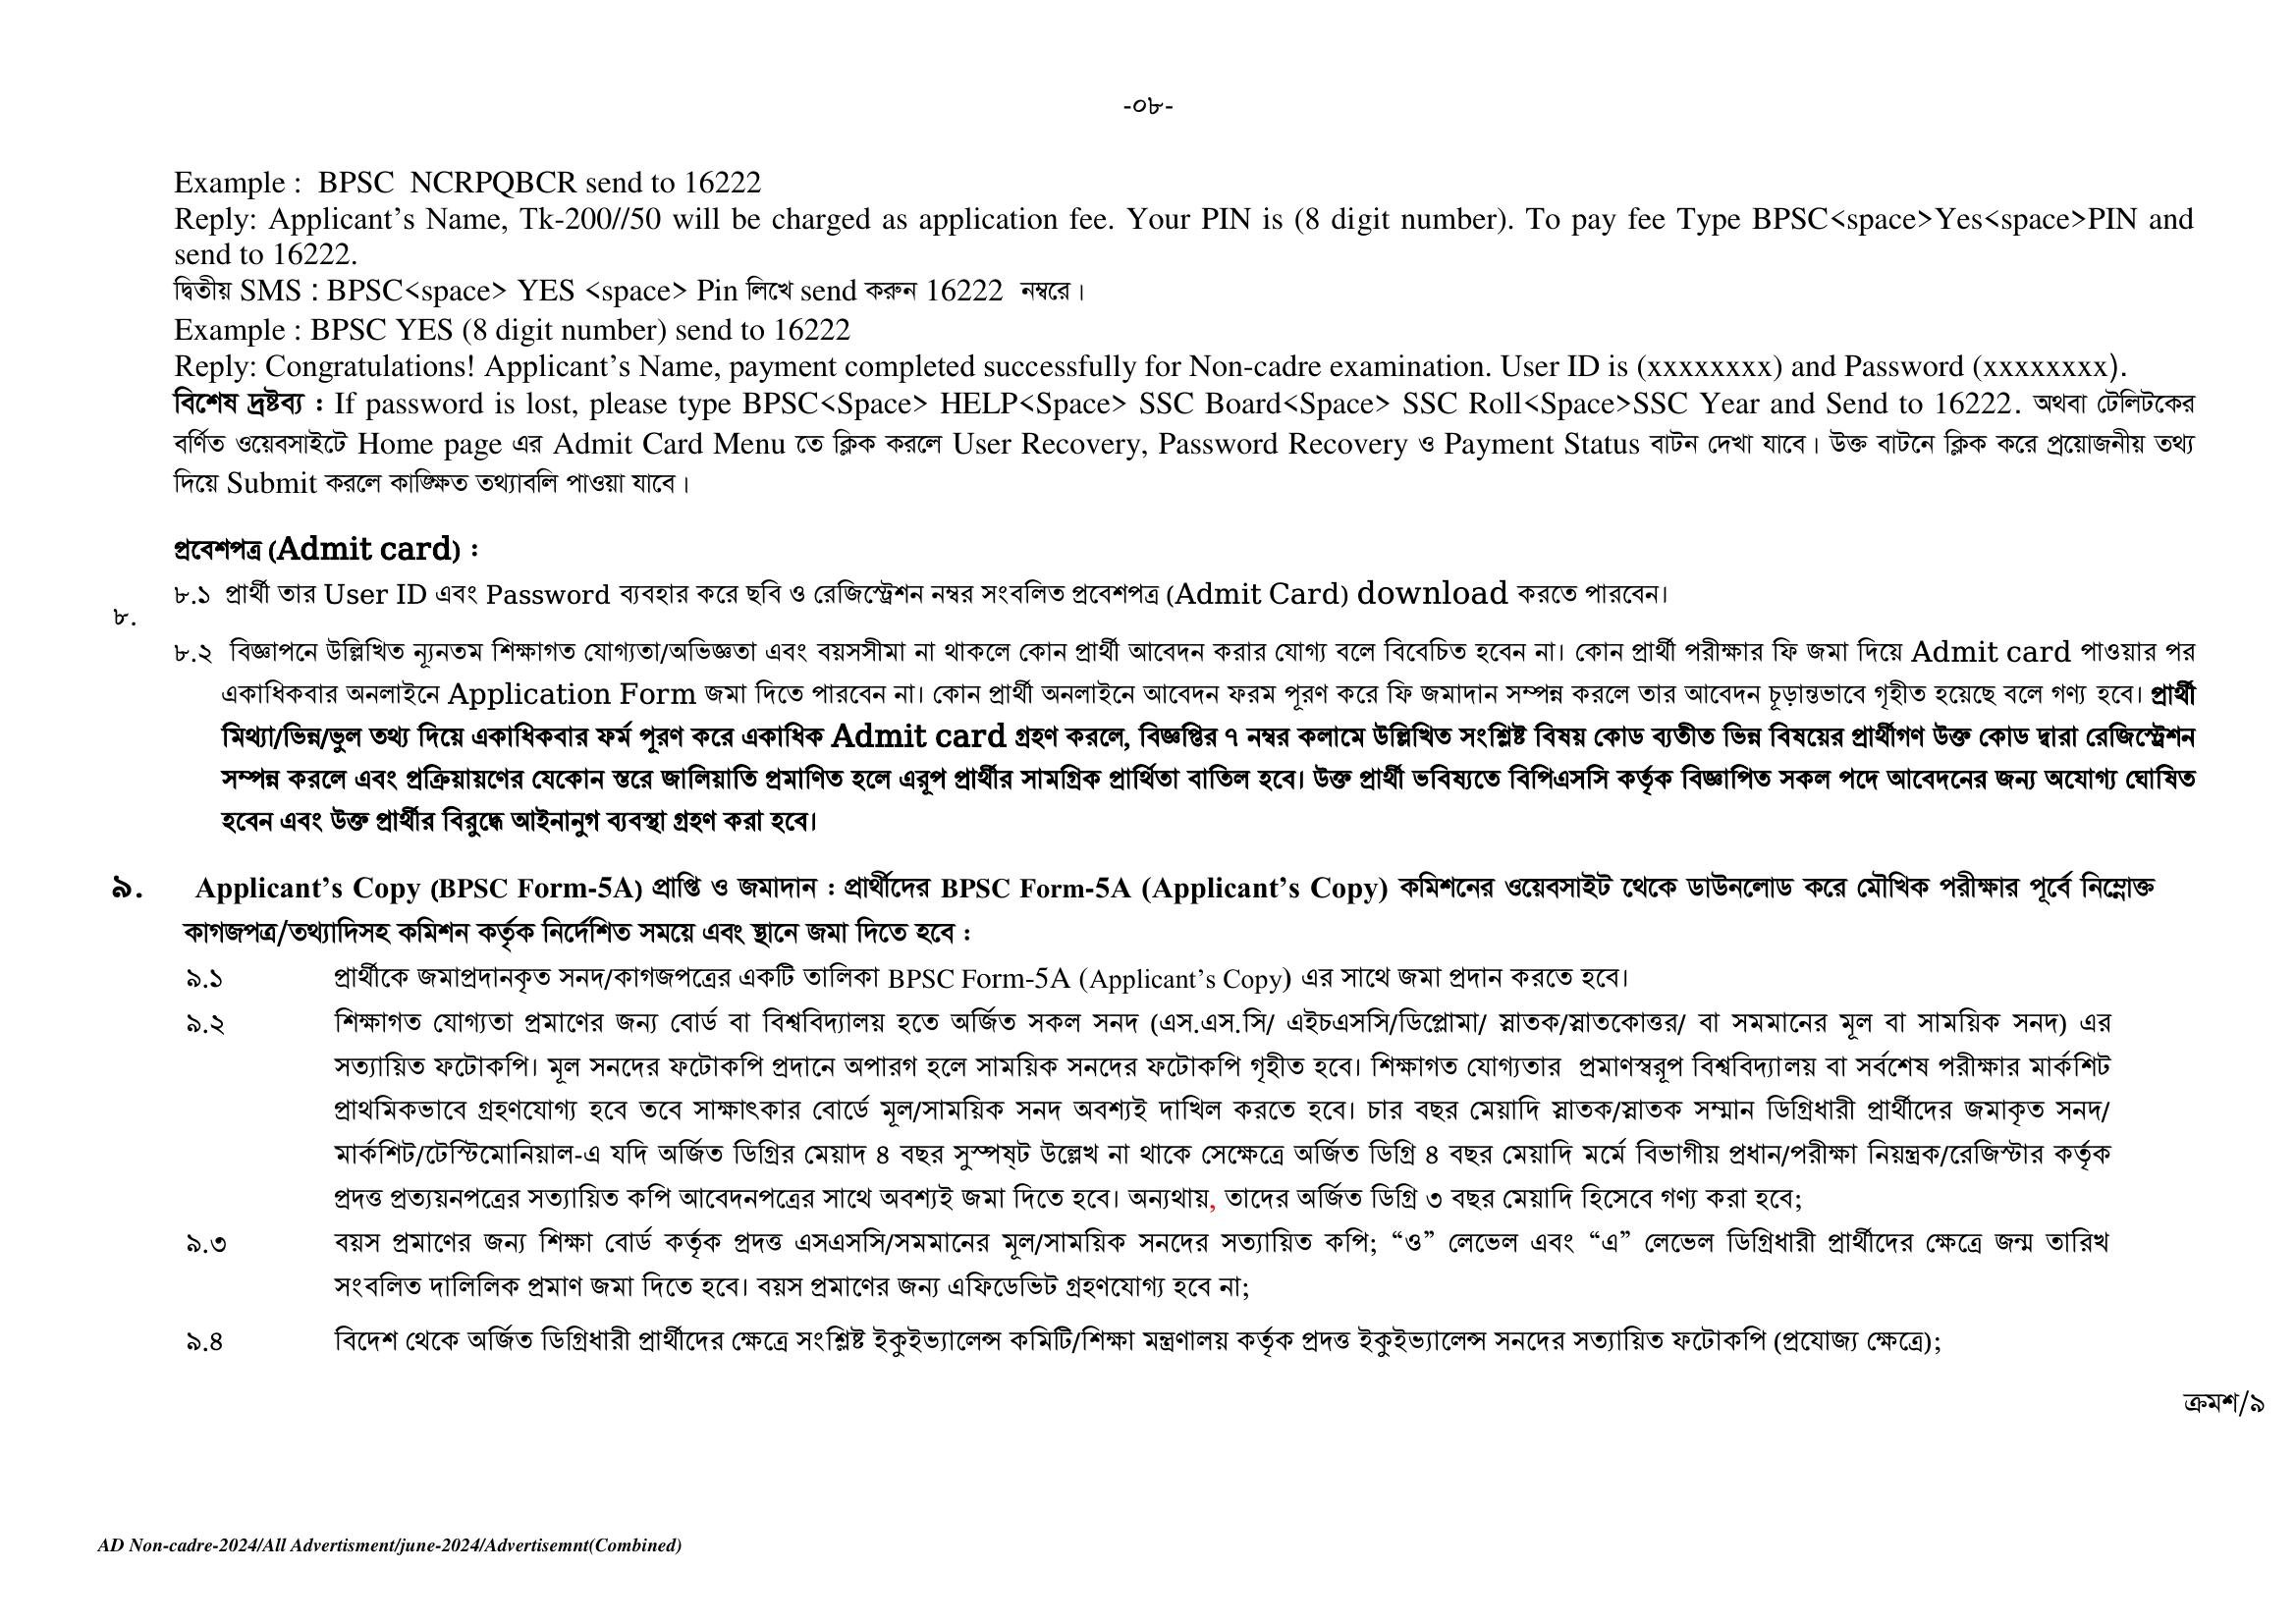 -০৮-
Example :  BPSC  NCRPQBCR send to 16222
Reply: Applicant’s Name, Tk-200//50 will be charged as application fee. Your PIN is (8 digit number). To pay fee Type BPSC<space>Yes<space>PIN and
send to 16222.
দ্বিতীয় SMS : BPSC<space> YES <space> Pin লিখে send করুন 16222  নম্বরে।
Example : BPSC YES (8 digit number) send to 16222
Reply: Congratulations! Applicant’s Name, payment completed successfully for Non-cadre examination. User ID is (xxxxxxxx) and Password (xxxxxxxx).
বিশেষ দ্রষ্টব্য : If password is lost, please type BPSC<Space> HELP<Space> SSC Board<Space> SSC Roll<Space>SSC Year and Send to 16222. অথবা টেলিটকের
বর্ণিত ওয়েবসাইটে Home page এর Admit Card Menu তে ক্লিক করলে User Recovery, Password Recovery ও Payment Status বাটন দেখা যাবে। উক্ত বাটনে ক্লিক করে প্রয়োজনীয় তথ্য
দিয়ে Submit করলে কাঙ্ক্ষিত তথ্যাবলি পাওয়া যাবে।
প্রবেশপত্র (Admit card) :
৮.১ প্রার্থী তার User ID এবং Password ব্যবহার করে ছবি ও রেজিস্ট্রেশন নম্বর সংবলিত প্রবেশপত্র (Admit Card) download করতে পারবেন।
৮.
৮.২ বিজ্ঞাপনে উল্লিখিত ন্যূনতম শিক্ষাগত যোগ্যতা/অভিজ্ঞতা এবং বয়সসীমা না থাকলে কোন প্রার্থী আবেদন করার যোগ্য বলে বিবেচিত হবেন না। কোন প্রার্থী পরীক্ষার ফি জমা দিয়ে Admit card পাওয়ার পর
একাধিকবার অনলাইনে Application Form জমা দিতে পারবেন না। কোন প্রার্থী অনলাইনে আবেদন ফরম পূরণ করে ফি জমাদান সম্পন্ন করলে তার আবেদন চূড়ান্তভাবে গৃহীত হয়েছে বলে গণ্য হবে। প্রার্থী
মিথ্যা/ভিন্ন/ভুল তথ্য দিয়ে একাধিকবার ফর্ম পূরণ করে একাধিক Admit card গ্রহণ করলে, বিজ্ঞপ্তির ৭ নম্বর কলামে উল্লিখিত সংশ্লিষ্ট বিষয় কোড ব্যতীত ভিন্ন বিষয়ের প্রার্থীগণ উক্ত কোড দ্বারা রেজিস্ট্রেশন
সম্পন্ন করলে এবং প্রক্রিয়ায়ণের যেকোন স্তরে জালিয়াতি প্রমাণিত হলে এরূপ প্রার্থীর সামগ্রিক প্রার্থিতা বাতিল হবে। উক্ত প্রার্থী ভবিষ্যতে বিপিএসসি কর্তৃক বিজ্ঞাপিত সকল পদে আবেদনের জন্য অযোগ্য ঘোষিত
হবেন এবং উক্ত প্রার্থীর বিরুদ্ধে আইনানুগ ব্যবস্থা গ্রহণ করা হবে।
৯. Applicant’s Copy (BPSC Form-5A) প্রাপ্তি ও জমাদান : প্রার্থীদের BPSC Form-5A (Applicant’s Copy) কমিশনের ওয়েবসাইট থেকে ডাউনলোড করে মৌখিক পরীক্ষার পূর্বে নিম্নোক্ত
কাগজপত্র/তথ্যাদিসহ কমিশন কর্তৃক নির্দেশিত সময়ে এবং স্থানে জমা দিতে হবে :
৯.১ প্রার্থীকে জমাপ্রদানকৃত সনদ/কাগজপত্রের একটি তালিকা BPSC Form-5A (Applicant’s Copy) এর সাথে জমা প্রদান করতে হবে।
৯.২ শিক্ষাগত যোগ্যতা প্রমাণের জন্য বোর্ড বা বিশ্ববিদ্যালয় হতে অর্জিত সকল সনদ (এস.এস.সি/ এইচএসসি/ডিপ্লোমা/ স্নাতক/স্নাতকোত্তর/ বা সমমানের মূল বা সাময়িক সনদ) এর
সত্যায়িত ফটোকপি। মূল সনদের ফটোকপি প্রদানে অপারগ হলে সাময়িক সনদের ফটোকপি গৃহীত হবে। শিক্ষাগত যোগ্যতার  প্রমাণস্বরূপ বিশ্ববিদ্যালয় বা সর্বশেষ পরীক্ষার মার্কশিট
প্রাথমিকভাবে গ্রহণযোগ্য হবে তবে সাক্ষাৎকার বোর্ডে মূল/সাময়িক সনদ অবশ্যই দাখিল করতে হবে। চার বছর মেয়াদি স্নাতক/স্নাতক সম্মান ডিগ্রিধারী প্রার্থীদের জমাকৃত সনদ/
মার্কশিট/টেস্টিমোনিয়াল-এ যদি অর্জিত ডিগ্রির মেয়াদ ৪ বছর সুস্পষ্ট উল্লেখ না থাকে সেক্ষেত্রে অর্জিত ডিগ্রি ৪ বছর মেয়াদি মর্মে বিভাগীয় প্রধান/পরীক্ষা নিয়ন্ত্রক/রেজিস্টার কর্তৃক
প্রদত্ত প্রত্যয়নপত্রের সত্যায়িত কপি আবেদনপত্রের সাথে অবশ্যই জমা দিতে হবে। অন্যথায়, তাদের অর্জিত ডিগ্রি ৩ বছর মেয়াদি হিসেবে গণ্য করা হবে;
৯.৩ বয়স প্রমাণের জন্য শিক্ষা বোর্ড কর্তৃক প্রদত্ত এসএসসি/সমমানের মূল/সাময়িক সনদের সত্যায়িত কপি; “ও” লেভেল এবং “এ” লেভেল ডিগ্রিধারী প্রার্থীদের ক্ষেত্রে জন্ম তারিখ
সংবলিত দালিলিক প্রমাণ জমা দিতে হবে। বয়স প্রমাণের জন্য এফিডেভিট গ্রহণযোগ্য হবে না;
৯.৪ বিদেশ থেকে অর্জিত ডিগ্রিধারী প্রার্থীদের ক্ষেত্রে সংশ্লিষ্ট ইকুইভ্যালেন্স কমিটি/শিক্ষা মন্ত্রণালয় কর্তৃক প্রদত্ত ইকুইভ্যালেন্স সনদের সত্যায়িত ফটোকপি (প্রযোজ্য ক্ষেত্রে);
ক্রমশ/৯
AD Non-cadre-2024/All Advertisment/june-2024/Advertisemnt(Combined)